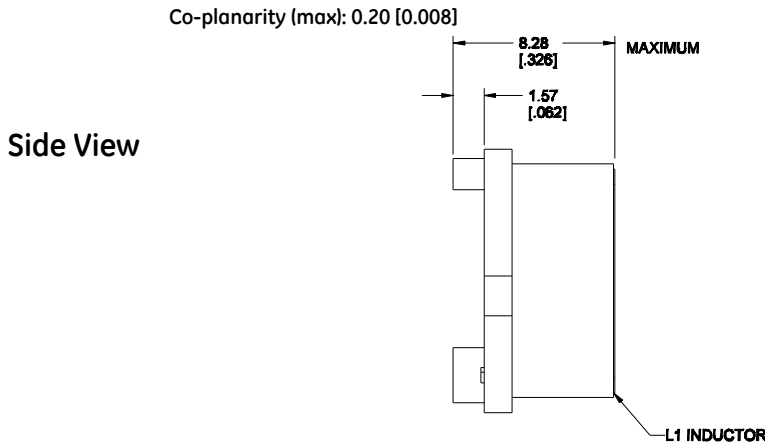 Co-planarity (max): 0.20 [0.008]
8.28
[.326]
MAXIMUM
1.57
[.062]
Side View
L1 INDUCTOR